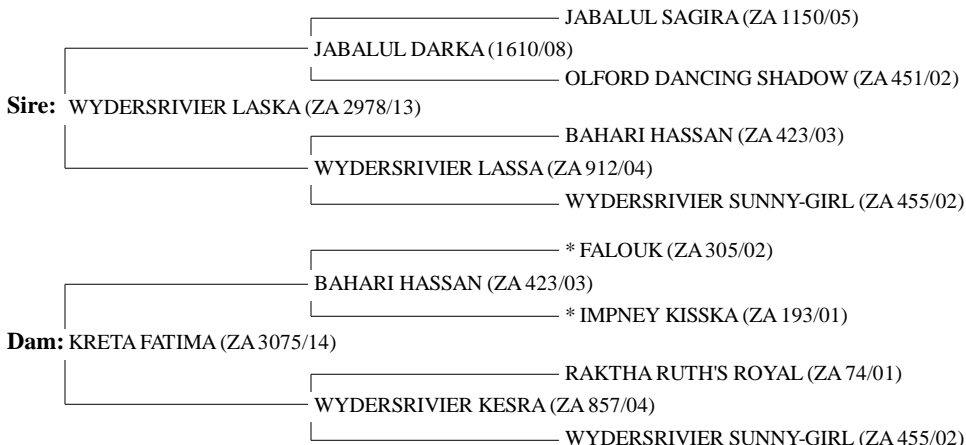 JABALUL SAGIRA (ZA 1150/05)
JABALUL DARKA (1610/08)
OLFORD DANCING SHADOW (ZA 451/02)
Sire: WYDERSRIVIER LASKA (ZA 2978/13)
BAHARI HASSAN (ZA 423/03)
WYDERSRIVIER LASSA (ZA 912/04)
WYDERSRIVIER SUNNY-GIRL (ZA 455/02)
* FALOUK (ZA 305/02)
BAHARI HASSAN (ZA 423/03)
* IMPNEY KISSKA (ZA 193/01)
Dam: KRETA FATIMA (ZA 3075/14)
RAKTHA RUTH'S ROYAL (ZA 74/01)
WYDERSRIVIER KESRA (ZA 857/04)
WYDERSRIVIER SUNNY-GIRL (ZA 455/02)